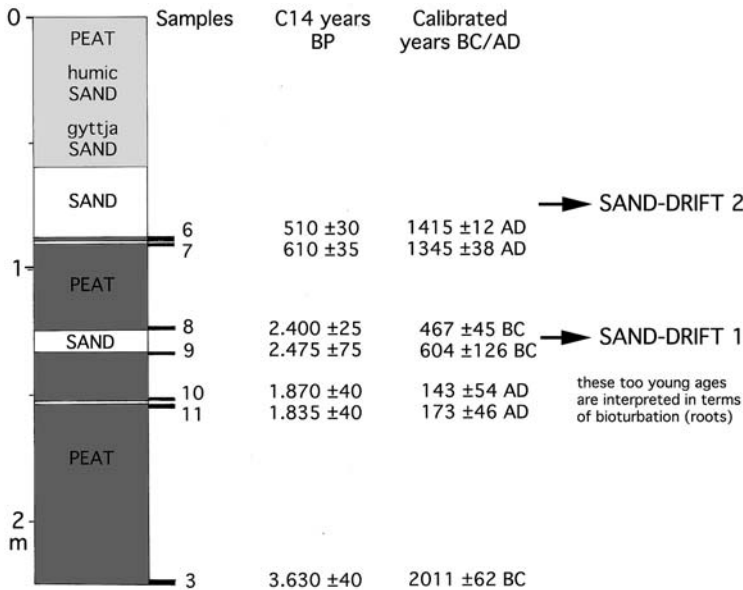 Samples C14 years Calibrated
BP years BC/AD
0
PEAT
humic
SAND
gyttja
SAND
SAND
SAND-DRIFT 2
6 510 ±30 1415 ±12 AD
7 610 ±35 1345 ±38 AD
1
PEAT
8 2.400 ±25 467 ±45 BC
SAND
SAND-DRIFT 1
9 2.475 ±75 604 ±126 BC
10 1.870 ±40 143 ±54 AD
11 1.835 ±40 173 ±46 AD
these too young ages
are interpreted in terms
of bioturbation (roots)
PEAT
2
m
3 3.630 ±40 2011 ±62 BC